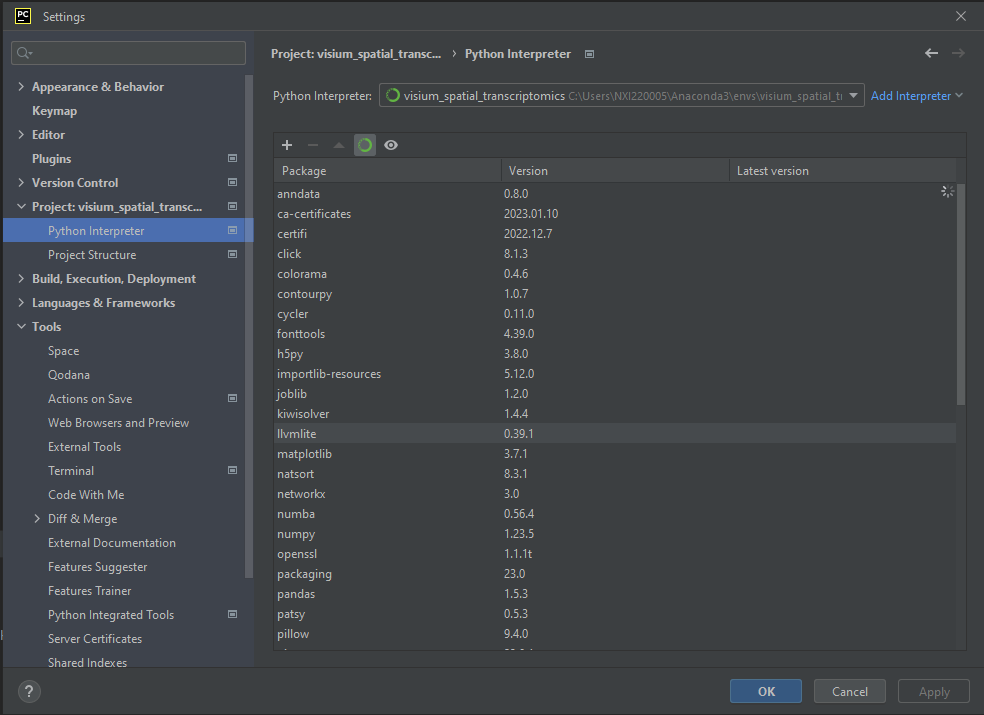 PC Settings
Project: visium_spatial_transc... › Python Interpreter
Python Interpreter: visium_spatial_transcriptomics C:\Users\NXI220005\Anaconda3\envs\visium_spatial_ Add Interpreter
Appearance & Behavior
Keymap
Editor
Plugins
Version Control
Project: visium_spatial_transc...
Python Interpreter
Project Structure
Build, Execution, Deployment
Languages & Frameworks
Tools
Space
Qodana
Actions on Save
Web Browsers and Preview
External Tools
Terminal
Code With Me
Diff & Merge
External Documentation
Features Suggester
Features Trainer
Python Integrated Tools
Server Certificates
Shared Indexes
Package Version Latest version
anndata 0.8.0
ca-certificates 2023.01.10
certifi 2022.12.7
click 8.1.3
colorama 0.4.6
contourpy 1.0.7
cycler 0.11.0
fonttools 4.39.0
h5py 3.8.0
importlib-resources 5.12.0
joblib 1.2.0
kiwisolver 1.4.4
llvmlite 0.39.1
matplotlib 3.7.1
natsort 8.3.1
networkx 3.0
numba 0.56.4
numpy 1.23.5
openssl 1.1.1t
packaging 23.0
pandas 1.5.3
patsy 0.5.3
pillow 9.4.0
? OK Cancel Apply